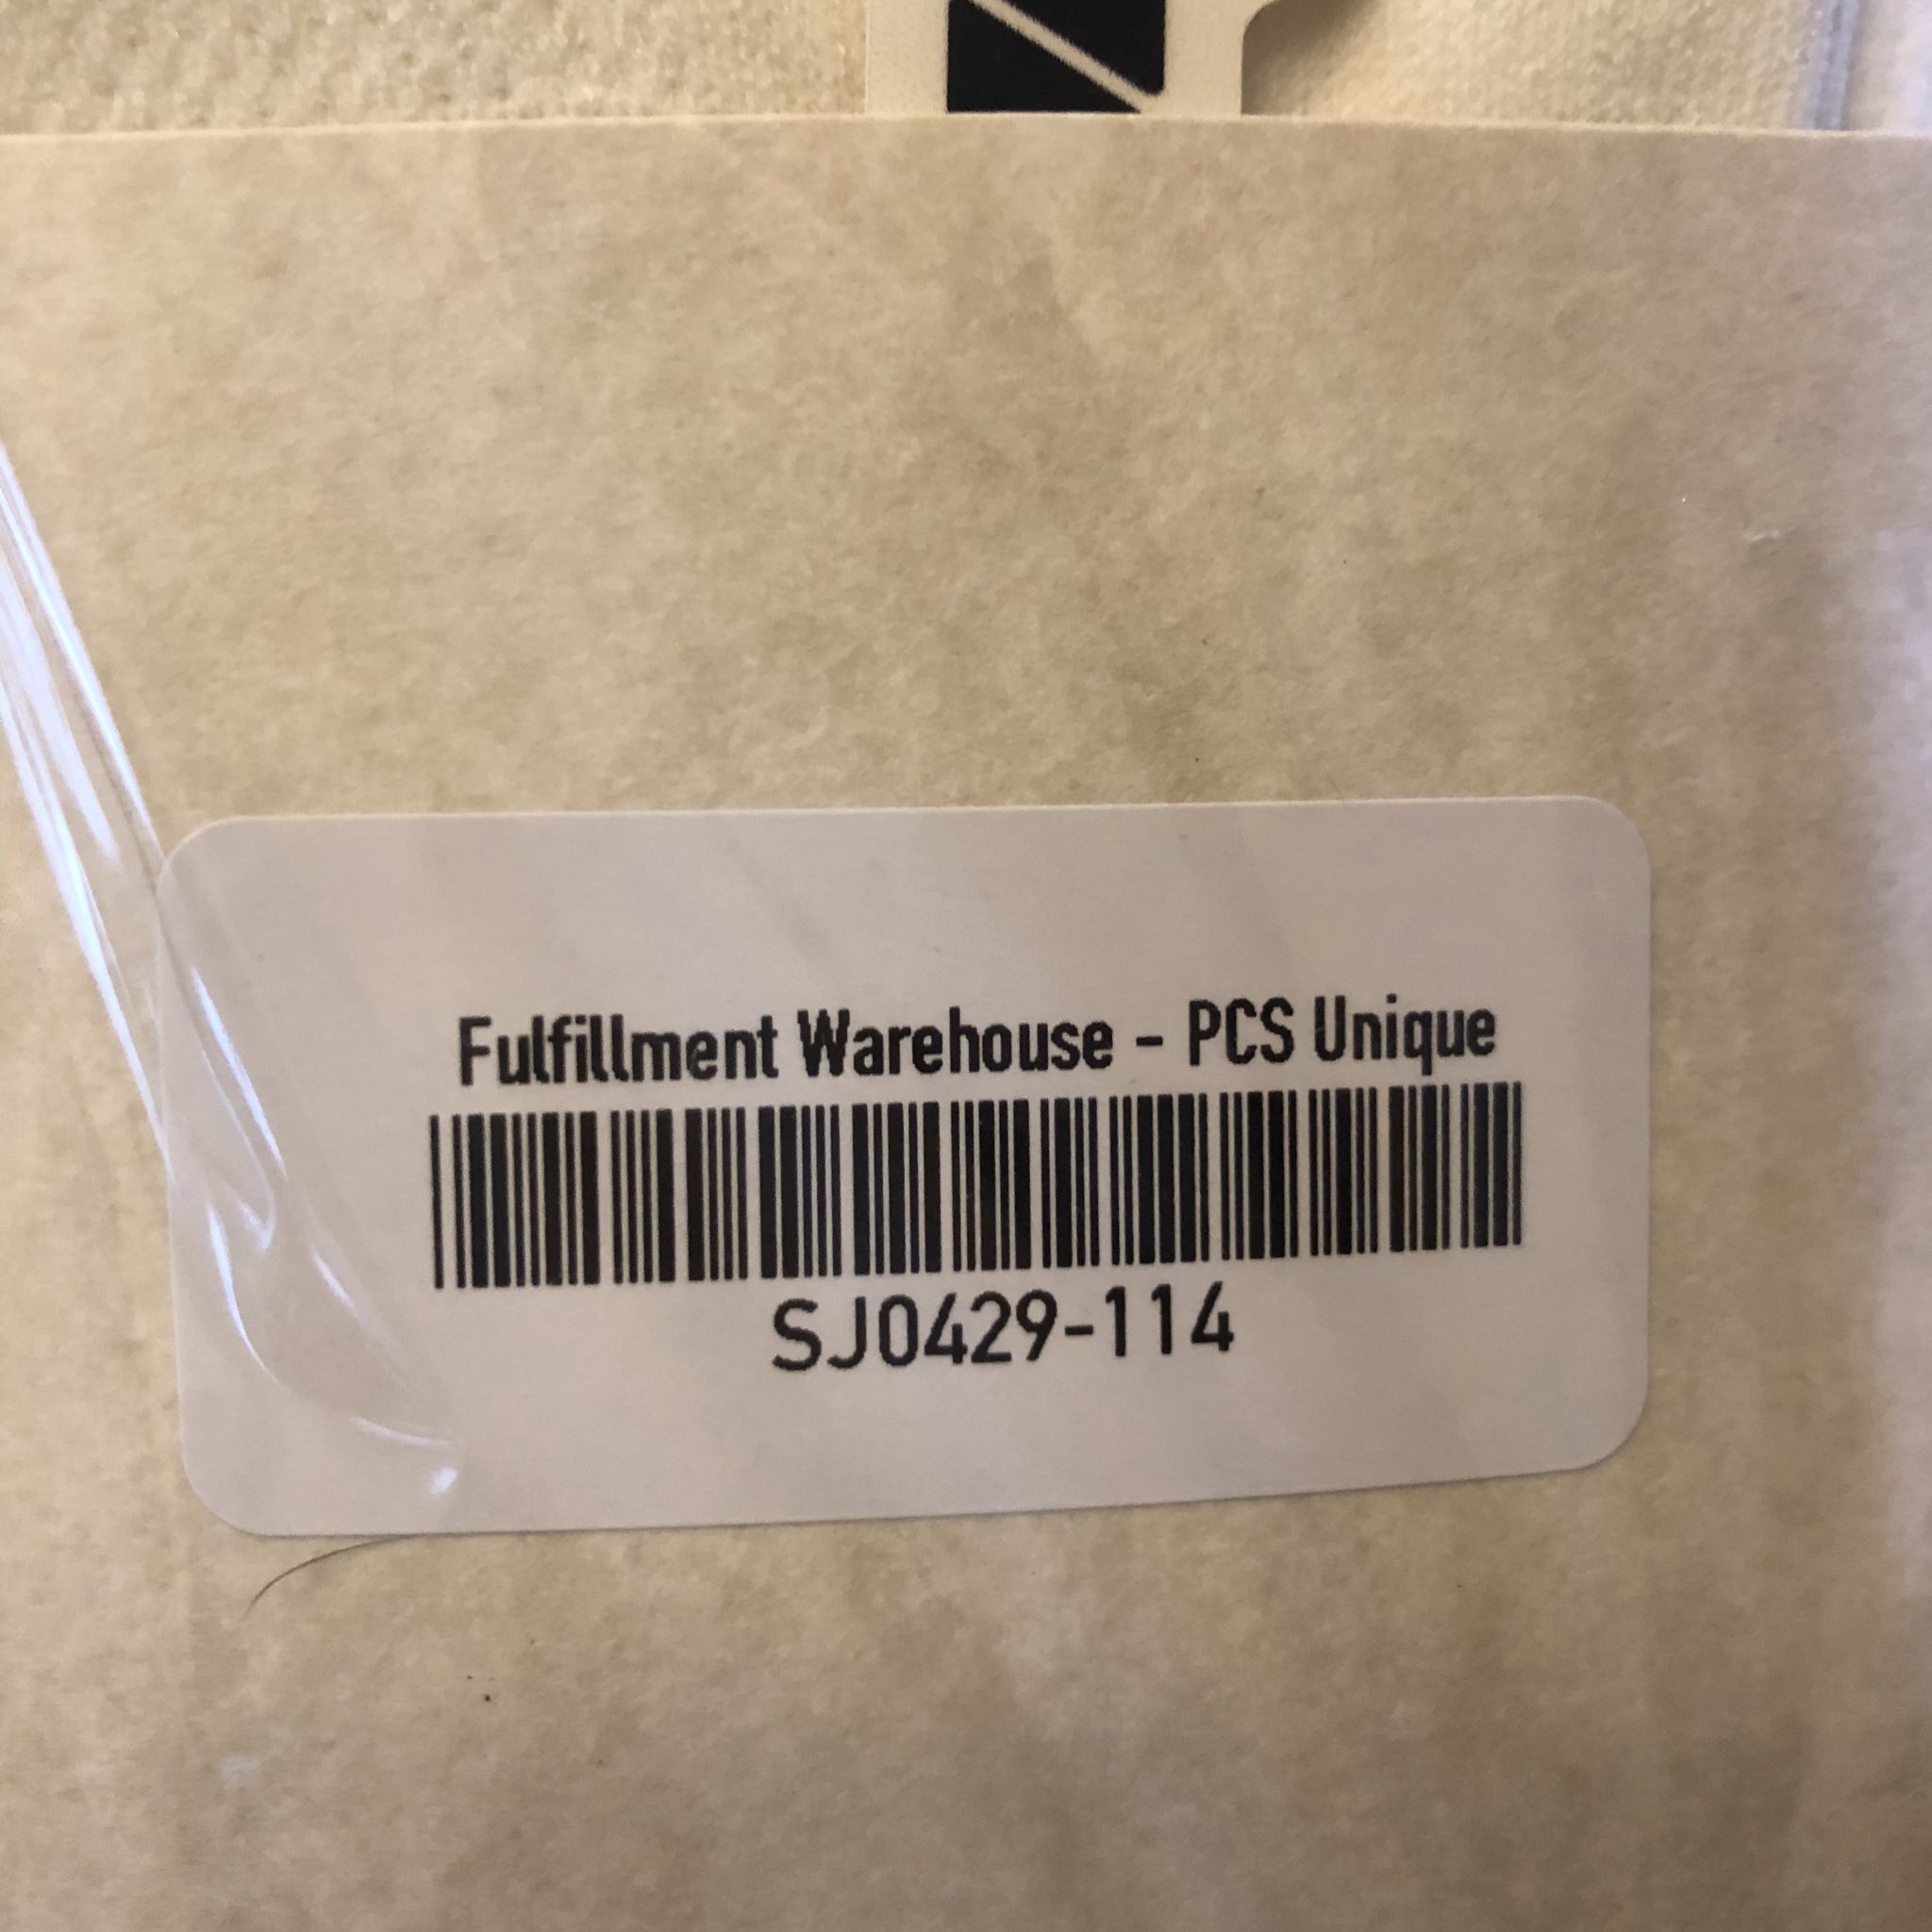 Fulfillment Warehouse - PCS Unique
SJ0429-114